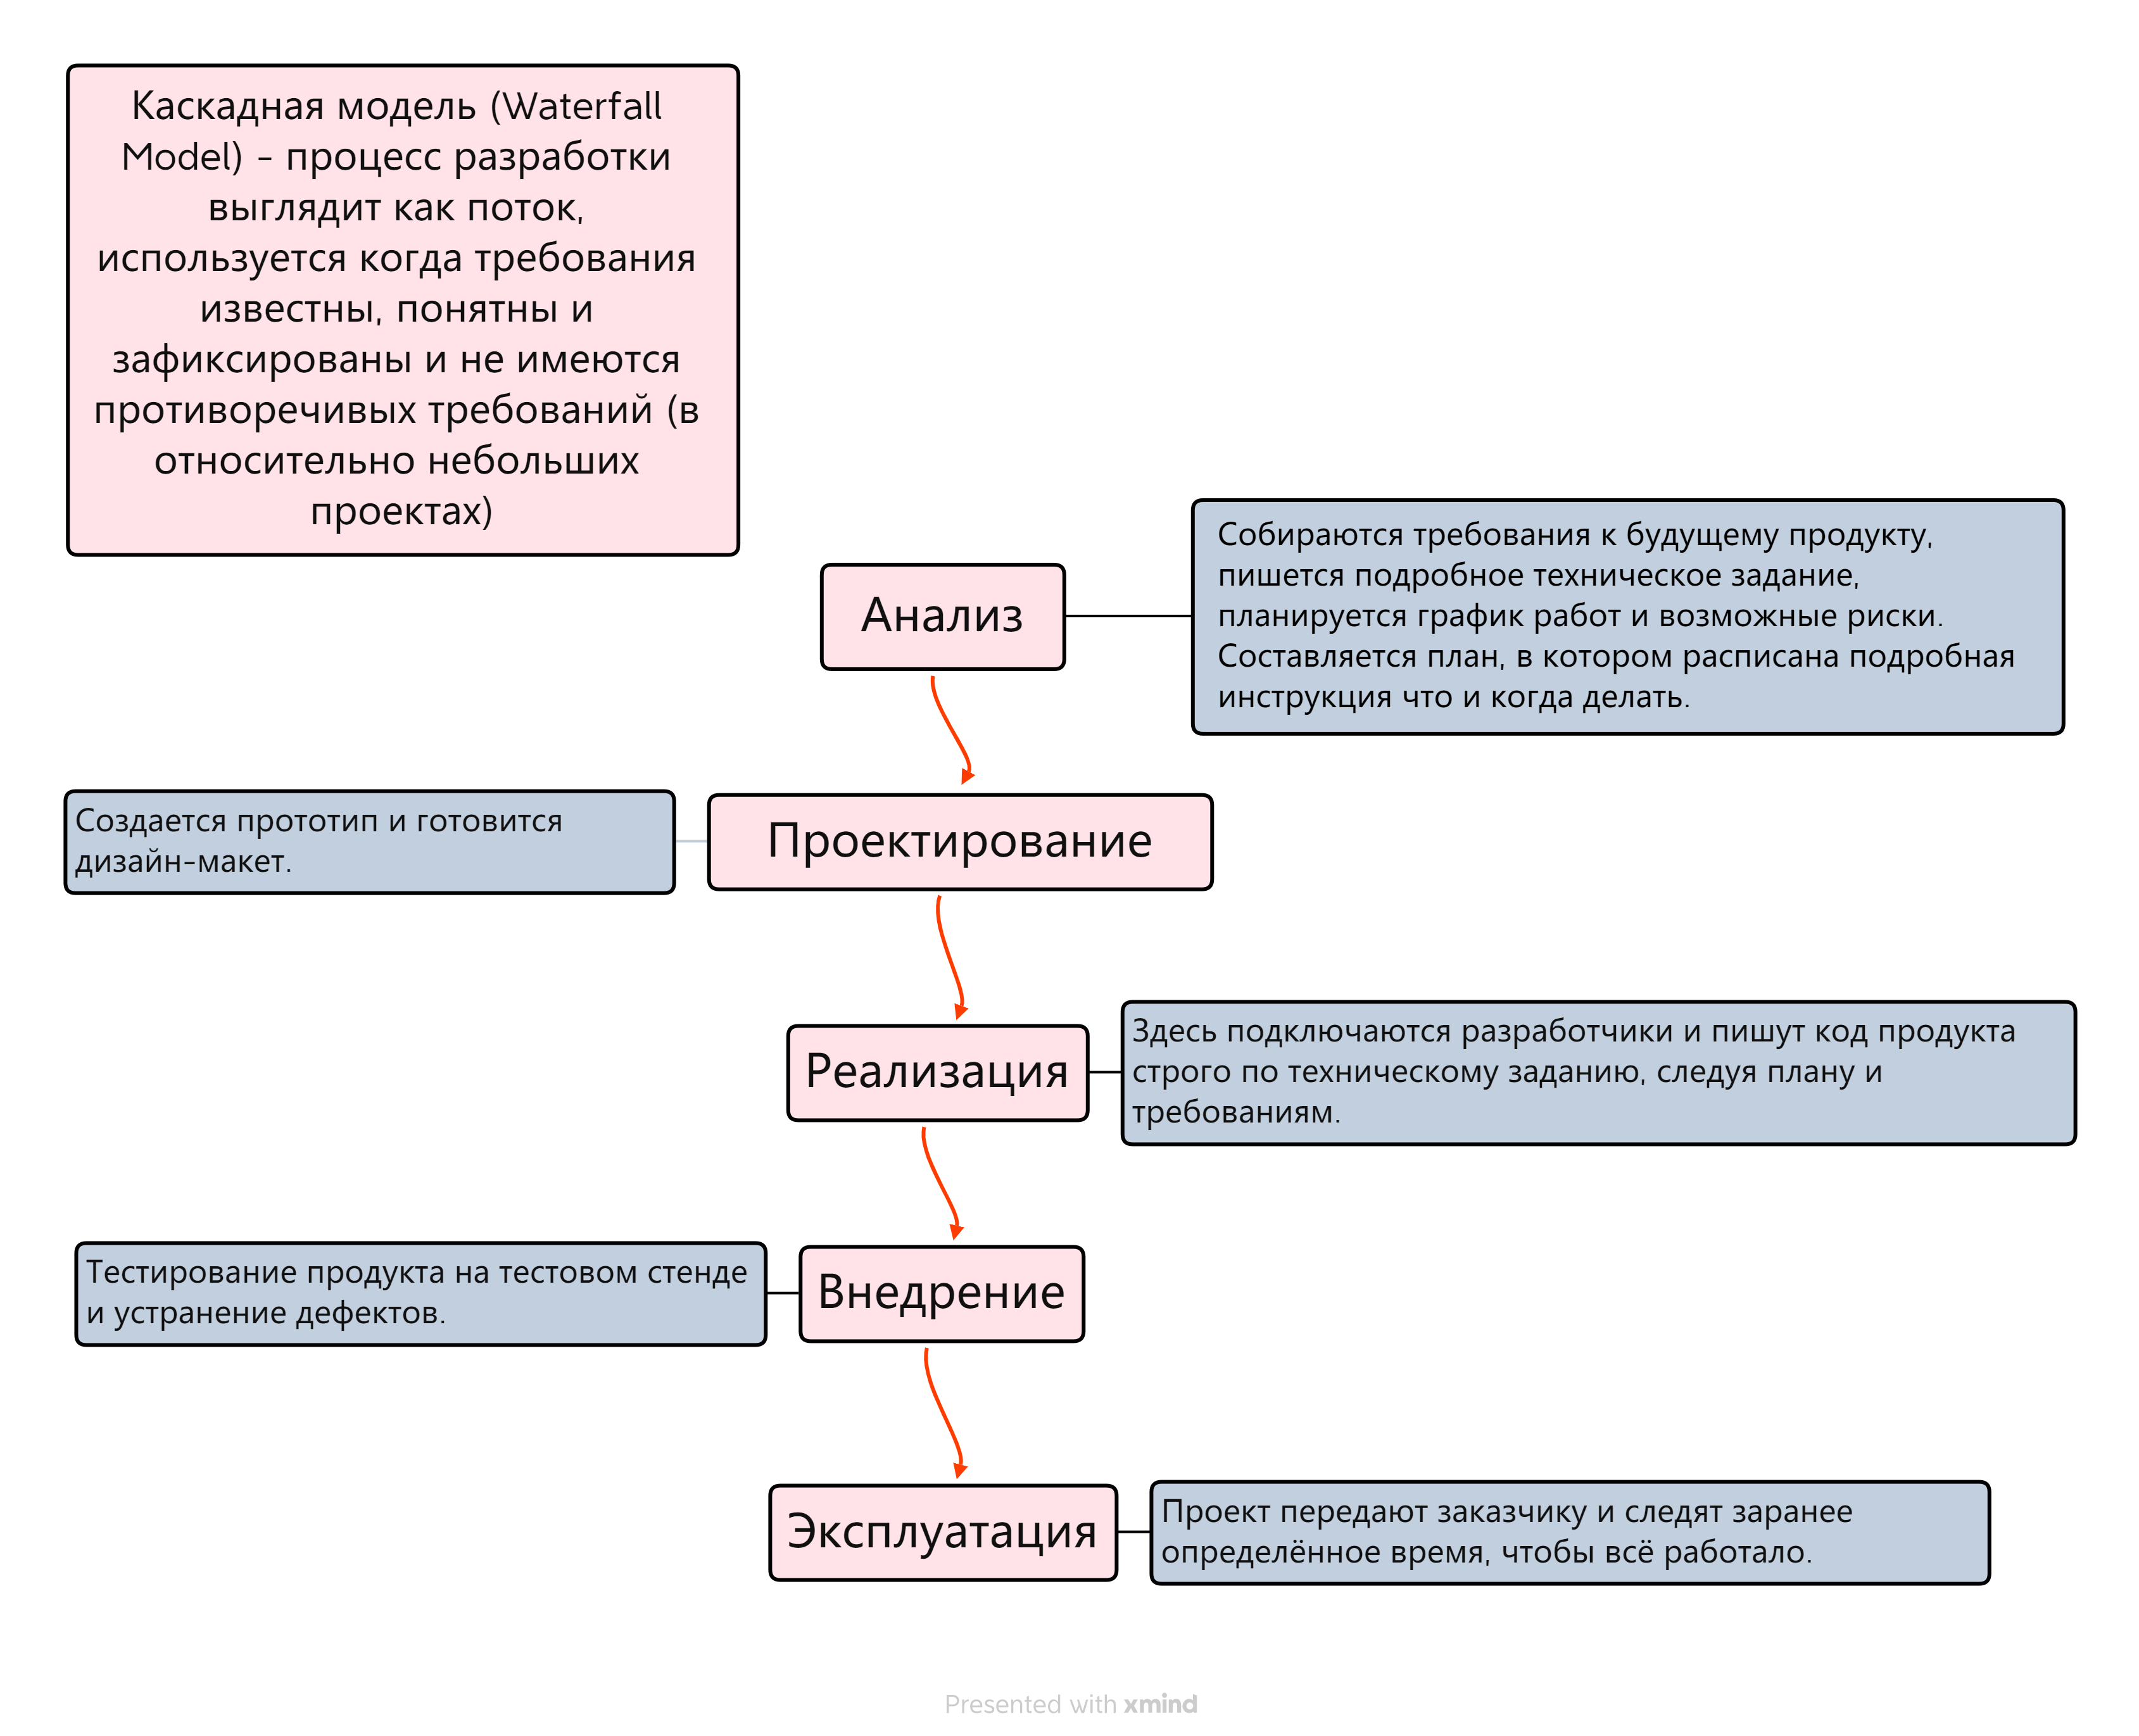 Каскадная модель (Waterfall
Model) - процесс разработки
выглядит как поток,
используется когда требования
известны, понятны и
зафиксированы и не имеются
противоречивых требований (в
относительно небольших
проектах)
Анализ
Собираются требования к будущему продукту,
пишется подробное техническое задание,
планируется график работ и возможные риски.
Составляется план, в котором расписана подробная
инструкция что и когда делать.
Создается прототип и готовится
дизайн-макет.
Проектирование
Реализация
Здесь подключаются разработчики и пишут код продукта
строго по техническому заданию, следуя плану и
требованиям.
Тестирование продукта на тестовом стенде
и устранение дефектов.
Внедрение
Эксплуатация
Проект передают заказчику и следят заранее
определённое время, чтобы всё работало.
Presented with xmind